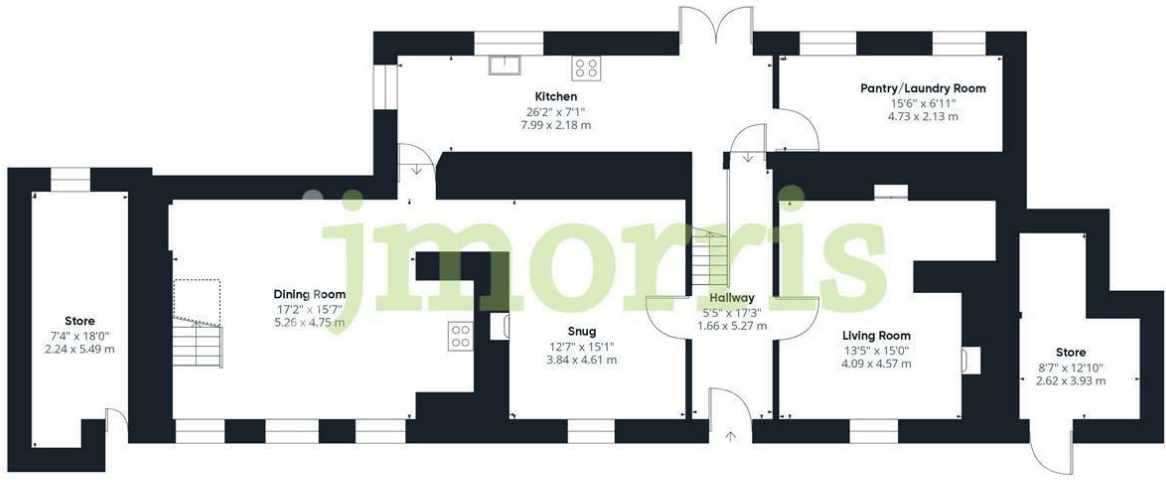 Kitchen
26'2" x 7'1"
7.99 x 2.18 m
Pantry/Laundry Room
15'6" x 6'11"
4.73 x 2.13 m
jmorris
Dining Room
17'2" x 15'7"
5.26 x 4.75 m
Hallway
5'5" x 17'3"
1.66 x 5.27 m
Store
7'4" x 18'0"
2.24 x 5.49 m
Snug
12'7" x 15'1"
3.84 x 4.61 m
Living Room
13'5" x 15'0"
4.09 x 4.57 m
Store
8'7" x 12'10"
2.62 x 3.93 m